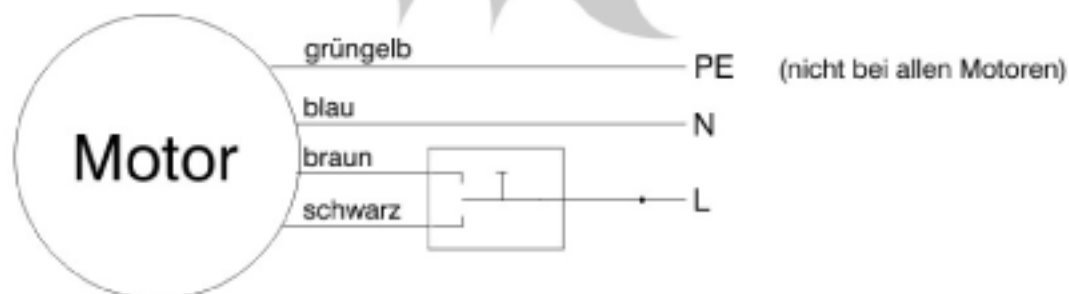 grüngelb
PE (nicht bei allen Motoren)
blau
N
Motor
braun
schwarz
L